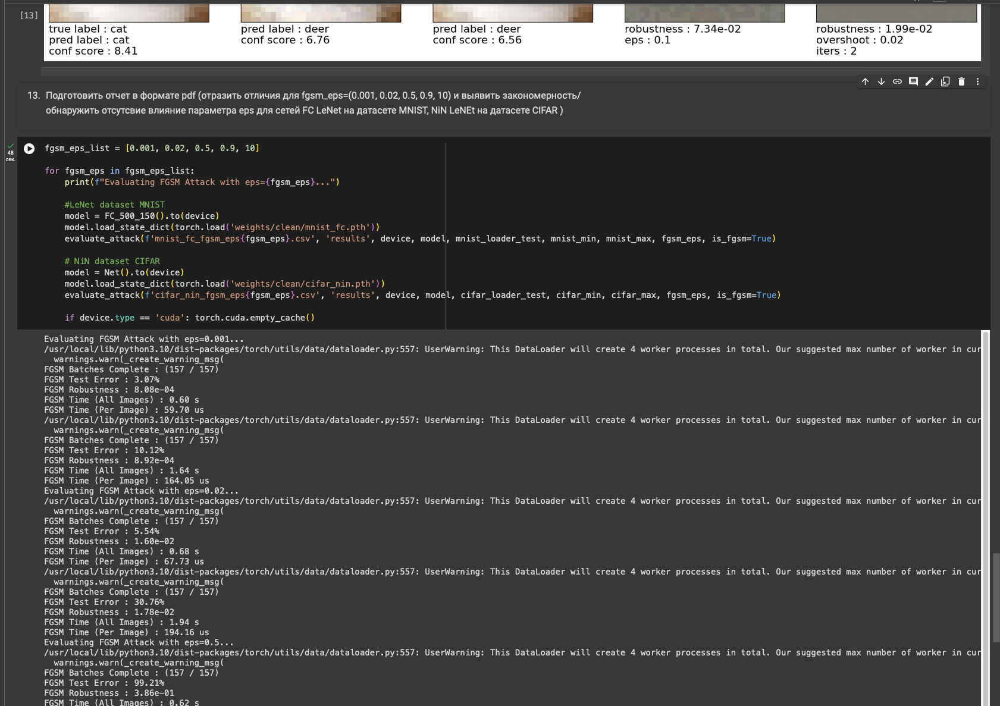 [13]
true label : cat
pred label : cat
conf score : 8.41
pred label : deer
conf score : 6.76
pred label : deer
conf score : 6.56
robustness : 7.34e-02
eps : 0.1
robustness : 1.99e-02
overshoot : 0.02
iters : 2
13. Подготовить отчет в формате pdf (отразить отличия для fgsm_eps=(0.001, 0.02, 0.5, 0.9, 10) и выявить закономерность/
обнаружить отсутсвие влияние параметра eps для сетей FC LeNet на датасете MNIST, NiN LeNEt на датасете CIFAR )
48
сек.
fgsm_eps_list = [0.001, 0.02, 0.5, 0.9, 10]
for fgsm_eps in fgsm_eps_list:
print(f"Evaluating FGSM Attack with eps={fgsm_eps}...")
#LeNet dataset MNIST
model = FC_500_150().to(device)
model.load_state_dict(torch.load('weights/clean/mnist_fc.pth'))
evaluate_attack(f'mnist_fc_fgsm_eps{fgsm_eps}.csv', 'results', device, model, mnist_loader_test, mnist_min, mnist_max, fgsm_eps, is_fgsm=True)
# NiN dataset CIFAR
model = Net().to(device)
model.load_state_dict(torch.load('weights/clean/cifar_nin.pth'))
evaluate_attack(f'cifar_nin_fgsm_eps{fgsm_eps}.csv', 'results', device, model, cifar_loader_test, cifar_min, cifar_max, fgsm_eps, is_fgsm=True)
if device.type == 'cuda': torch.cuda.empty_cache()
Evaluating FGSM Attack with eps=0.001...
/usr/local/lib/python3.10/dist-packages/torch/utils/data/dataloader.py:557: UserWarning: This DataLoader will create 4 worker processes in total. Our suggested max number of worker in cur
warnings.warn(_create_warning_msg(
FGSM Batches Complete : (157 / 157)
FGSM Test Error : 3.07%
FGSM Robustness : 8.08e-04
FGSM Time (All Images) : 0.60 s
FGSM Time (Per Image) : 59.70 us
/usr/local/lib/python3.10/dist-packages/torch/utils/data/dataloader.py:557: UserWarning: This DataLoader will create 4 worker processes in total. Our suggested max number of worker in cur
warnings.warn(_create_warning_msg(
FGSM Batches Complete : (157 / 157)
FGSM Test Error : 10.12%
FGSM Robustness : 8.92e-04
FGSM Time (All Images) : 1.64 s
FGSM Time (Per Image) : 164.05 us
Evaluating FGSM Attack with eps=0.02...
/usr/local/lib/python3.10/dist-packages/torch/utils/data/dataloader.py:557: UserWarning: This DataLoader will create 4 worker processes in total. Our suggested max number of worker in cur
warnings.warn(_create_warning_msg(
FGSM Batches Complete : (157 / 157)
FGSM Test Error : 5.54%
FGSM Robustness : 1.60e-02
FGSM Time (All Images) : 0.68 s
FGSM Time (Per Image) : 67.73 us
/usr/local/lib/python3.10/dist-packages/torch/utils/data/dataloader.py:557: UserWarning: This DataLoader will create 4 worker processes in total. Our suggested max number of worker in cur
warnings.warn(_create_warning_msg(
FGSM Batches Complete : (157 / 157)
FGSM Test Error : 30.76%
FGSM Robustness : 1.78e-02
FGSM Time (All Images) : 1.94 s
FGSM Time (Per Image) : 194.16 us
Evaluating FGSM Attack with eps=0.5...
/usr/local/lib/python3.10/dist-packages/torch/utils/data/dataloader.py:557: UserWarning: This DataLoader will create 4 worker processes in total. Our suggested max number of worker in cur
warnings.warn(_create_warning_msg(
FGSM Batches Complete : (157 / 157)
FGSM Test Error : 99.21%
FGSM Robustness : 3.86e-01
FGSM Time (All Images) : 0.62 s